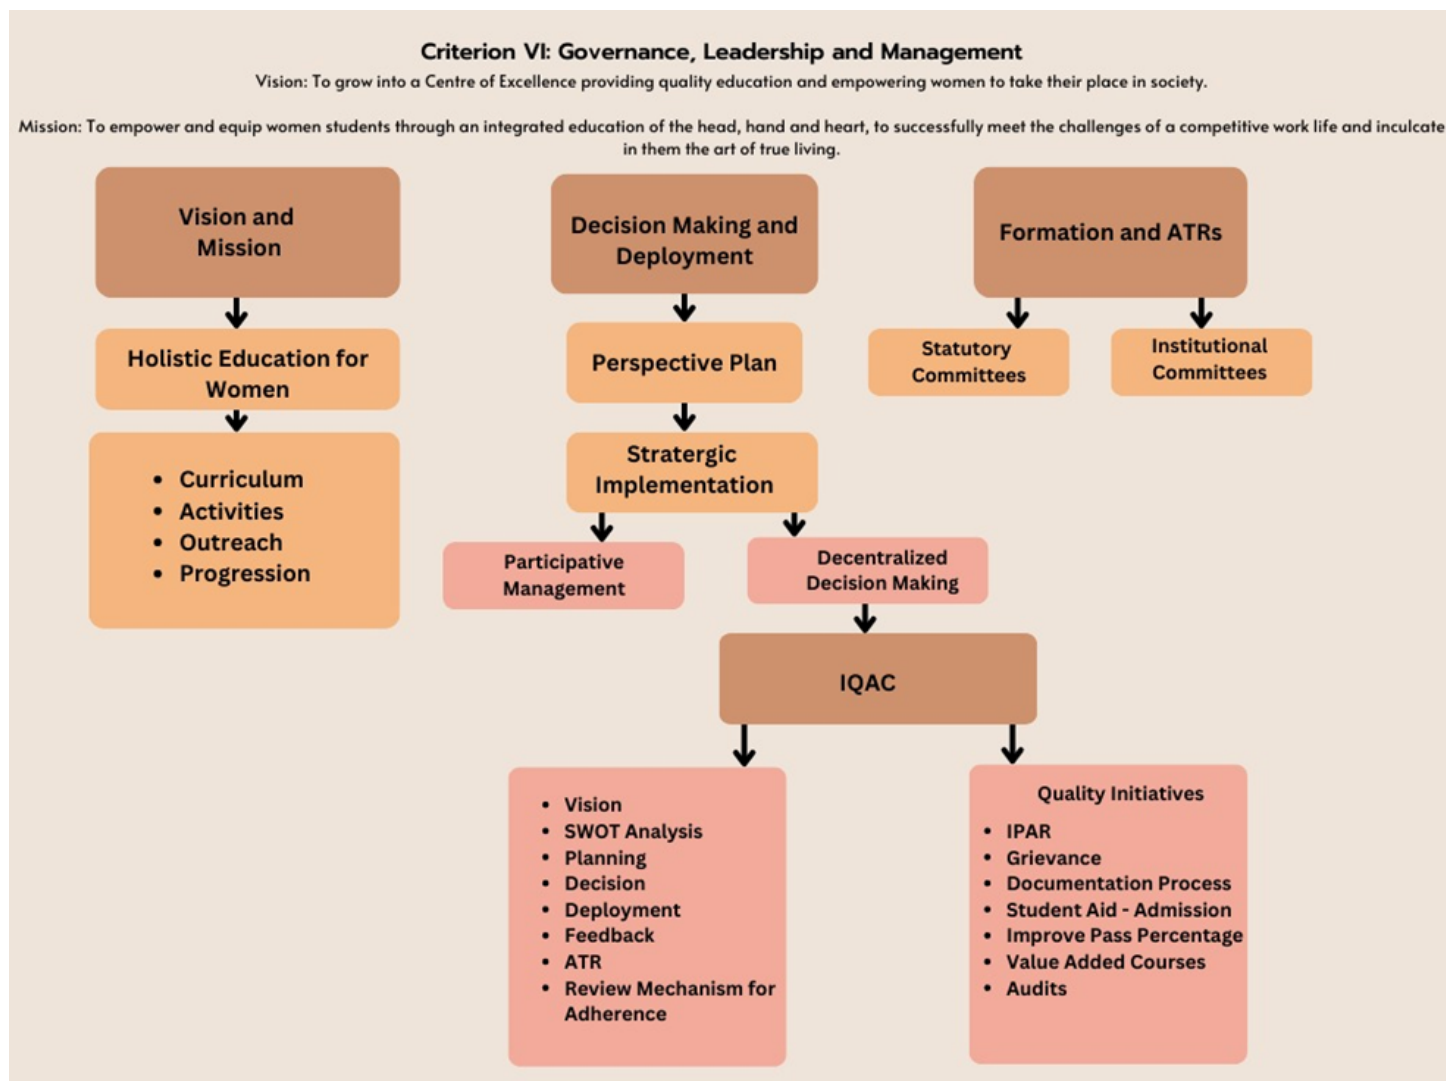 Criterion VI: Governance, Leadership and Management
Vision: To grow into a Centre of Excellence providing quality education and empowering women to take their place in society.
Mission: To empower and equip women students through an integrated education of the head, hand and heart, to successfully meet the challenges of a competitive work life and inculcate
in them the art of true living.
Vision and
Mission
Holistic Education for
Women
• Curriculum
• Activities
• Outreach
• Progression
Decision Making and
Deployment
Perspective Plan
Stratergic
Implementation
Participative
Management
Decentralized
Decision Making
IQAC
• Vision
• SWOT Analysis
• Planning
• Decision
• Deployment
• Feedback
• ATR
• Review Mechanism for
Adherence
Quality Initiatives
• IPAR
• Grievance
• Documentation Process
• Student Aid - Admission
• Improve Pass Percentage
• Value Added Courses
• Audits
Formation and ATRs
Statutory
Committees
Institutional
Committees